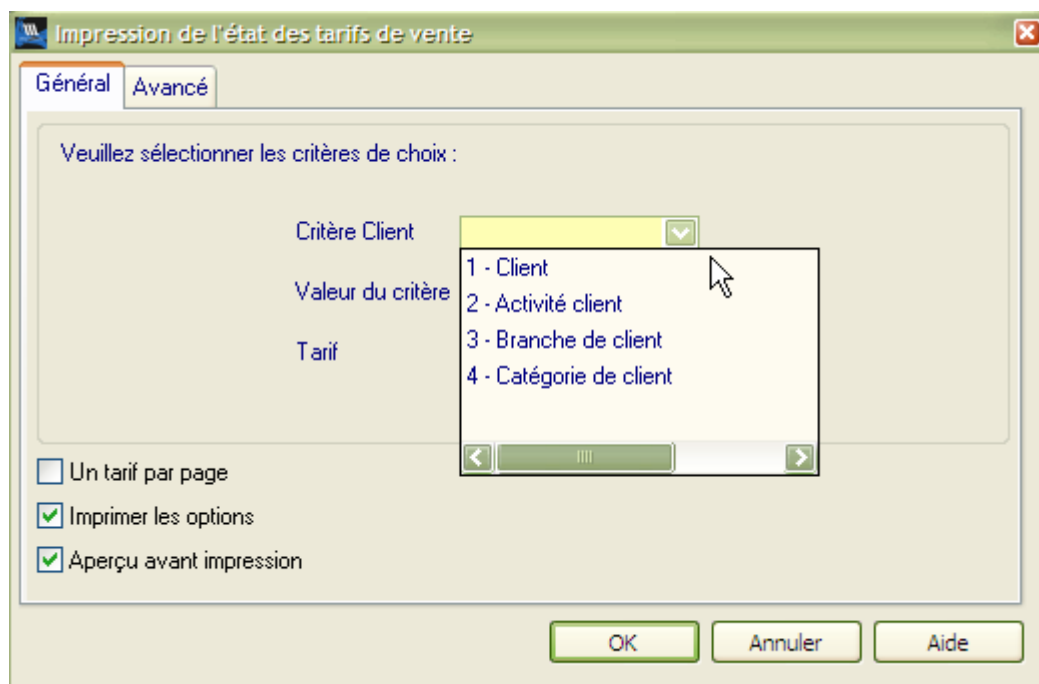 Impression de l'état des tarifs de vente
Général Avancé
Veuillez sélectionner les critères de choix :
Critère Client
1 - Client
Valeur du critère
2 - Activité client
3 - Branche de client
Tarif
4 - Catégorie de client
Un tarif par page
Imprimer les options
Aperçu avant impression
OK Annuler Aide